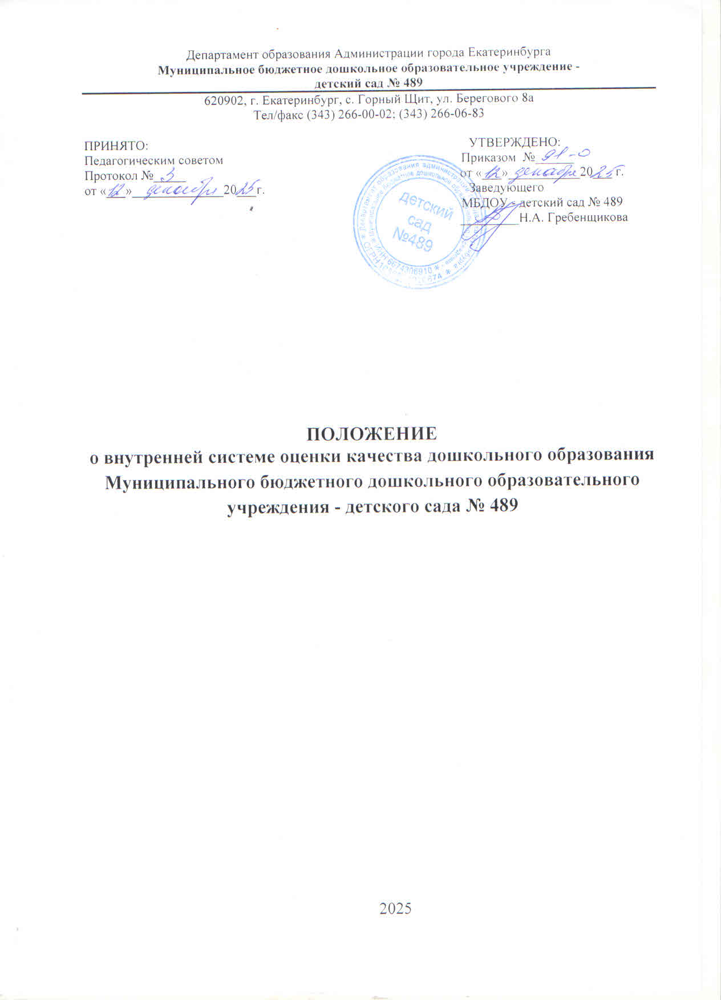 Департамент образования Администрации города Екатеринбурга
Муниципальное бюджетное дошкольное образовательное учреждение -
детский сад № 489
620902, г. Екатеринбург, с. Горный Щит, ул. Берегового 8а
Тел/факс (343) 266-00-02; (343) 266-06-83
ПРИНЯТО:
Педагогическим советом
Протокол № 3
от «12» декабря 2025г.
УТВЕРЖДЕНО:
Приказом № 91-О
от «12» декабря 2025 г.
Заведующего
МБДОУ - детский сад № 489
Н.А. Гребенщикова
детский
сад
№489
ИНН 6674306910
ПОЛОЖЕНИЕ
о внутренней системе оценки качества дошкольного образования
Муниципального бюджетного дошкольного образовательного
учреждения - детского сада № 489
2025